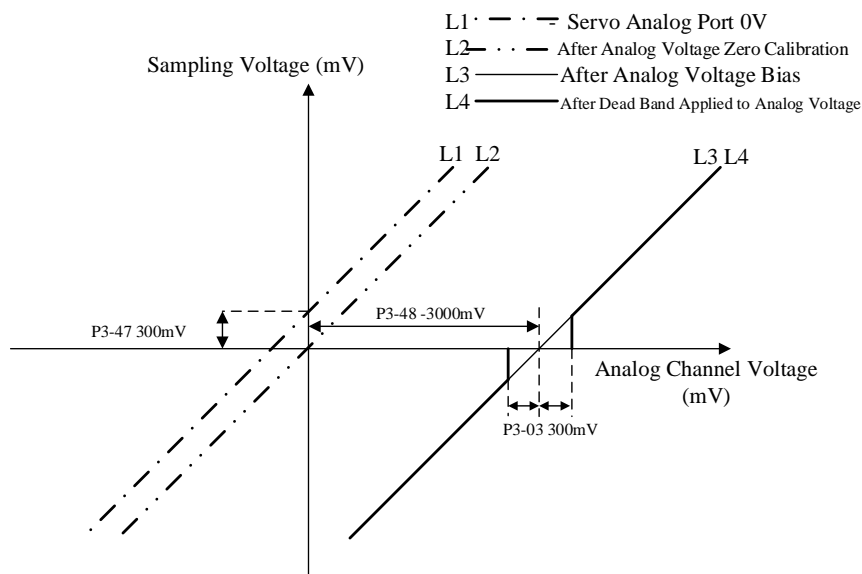 L1 Servo Analog Port 0V
L2 After Analog Voltage Zero Calibration
L3 After Analog Voltage Bias
L4 After Dead Band Applied to Analog Voltage
Sampling Voltage (mV)
L1 L2
L3 L4
P3-48 -3000mV
P3-47 300mV
Analog Channel Voltage
(mV)
P3-03 300mV